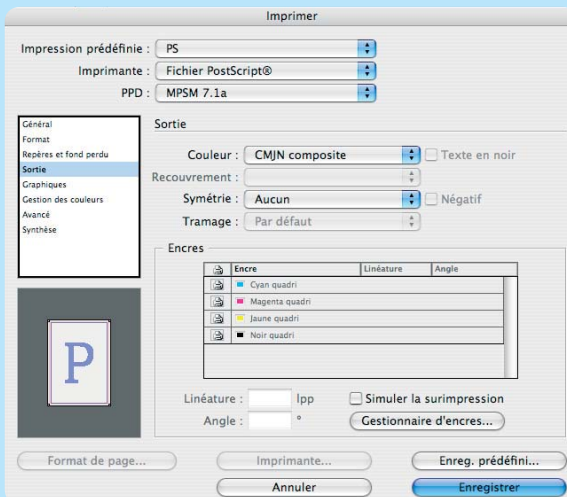 Imprimer
Impression prédéfinie : PS
Imprimante : Fichier PostScript®
PPD : MPSM 7.1a
Général
Format
Repères et fond perdu
Sortie
Graphiques
Gestion des couleurs
Avancé
Synthèse
Sortie
Couleur : CMJN composite Texte en noir
Recouvrement :
Symétrie : Aucun Négatif
Tramage : Par défaut
Encres
Encre Linéature Angle
Cyan quadri
Magenta quadri
Jaune quadri
Noir quadri
P
Linéature : lpp Simuler la surimpression
Angle : ° Gestionnaire d'encres...
Format de page... Imprimante... Enreg. prédéfini...
Annuler Enregistrer